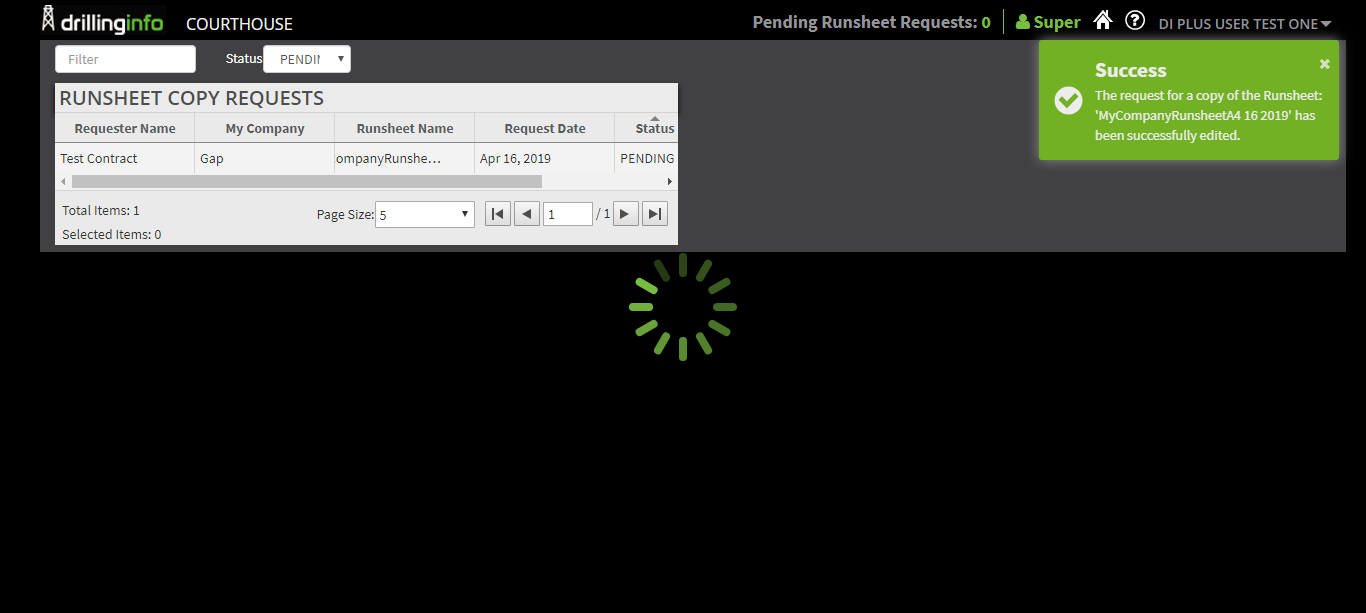 drillinginfo COURTHOUSE Pending Runsheet Requests: 0 Super DI PLUS USER TEST ONE
Filter Status PENDIN
Success
The request for a copy of the Runsheet:
'MyCompanyRunsheetA4 16 2019' has
been successfully edited.
RUNSHEET COPY REQUESTS
Requester Name My Company Runsheet Name Request Date Status
Test Contract Gap ompanyRunshe... Apr 16, 2019 PENDING
Total Items: 1 Page Size: 5 1 / 1
Selected Items: 0